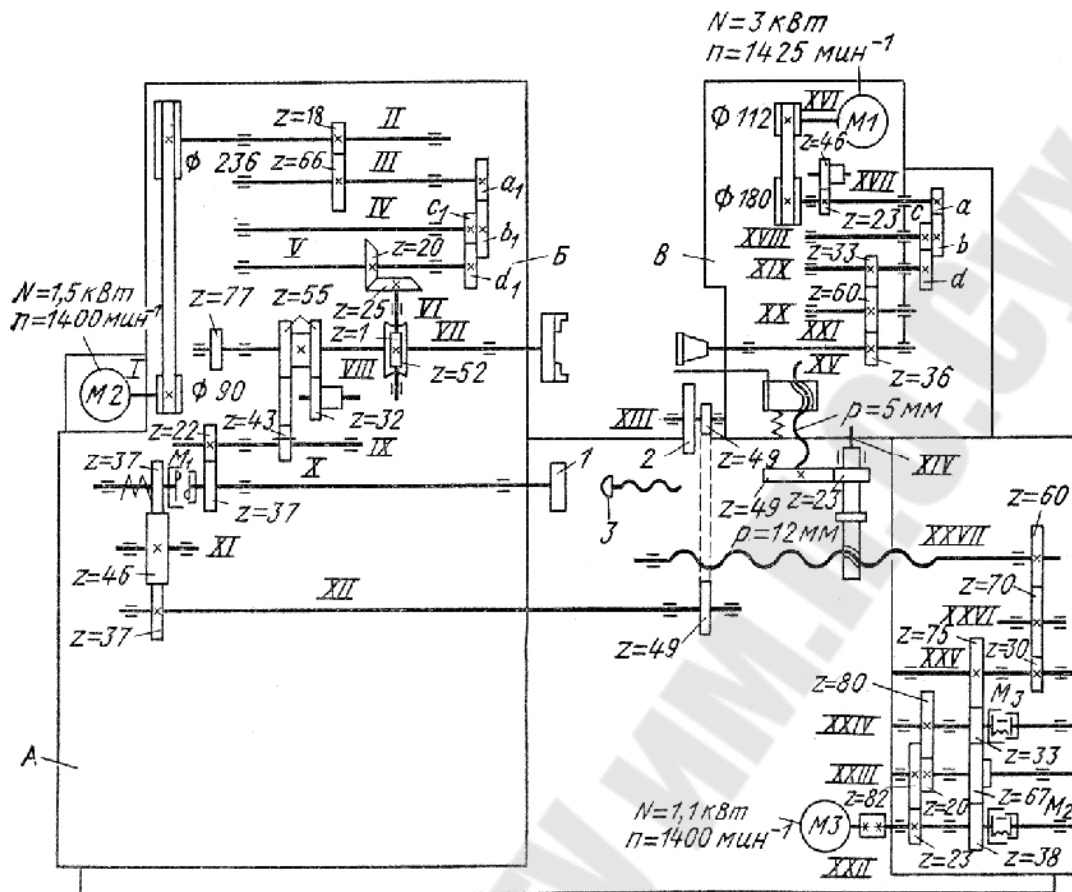 N=3 кВт
n=1425 мин⁻¹
XVI
M1
Ф 112
z=46
XVII
Ф180
z=23
c
a
XVIII
b
z=33
XIX
d
z=60
XX
XXI
z=36
XV
В
z=18
II
Ф 236
z=66
III
a₁
IV
c₁
b₁
V
z=20
d₁
Б
N=1,5 кВт
n=1400 мин⁻¹
z=77
z=55
z=25
VI
z=1
VII
I
M2
Ф 90
VIII
z=52
z=22
z=43
z=32
IX
z=37
M₁
X
z=37
1
XIII
2
z=49
p=5 мм
XIV
3
z=49
z=23
z=60
p=12 мм
XXVII
XI
z=46
XII
z=37
z=49
z=70
XXVI
z=75
XXV
z=30
z=80
M3
XXIV
z=33
XXIII
z=82
z=20
z=67
M2
А
N=1,1 кВт
n=1400 мин⁻¹
M3
XXII
z=23
z=38